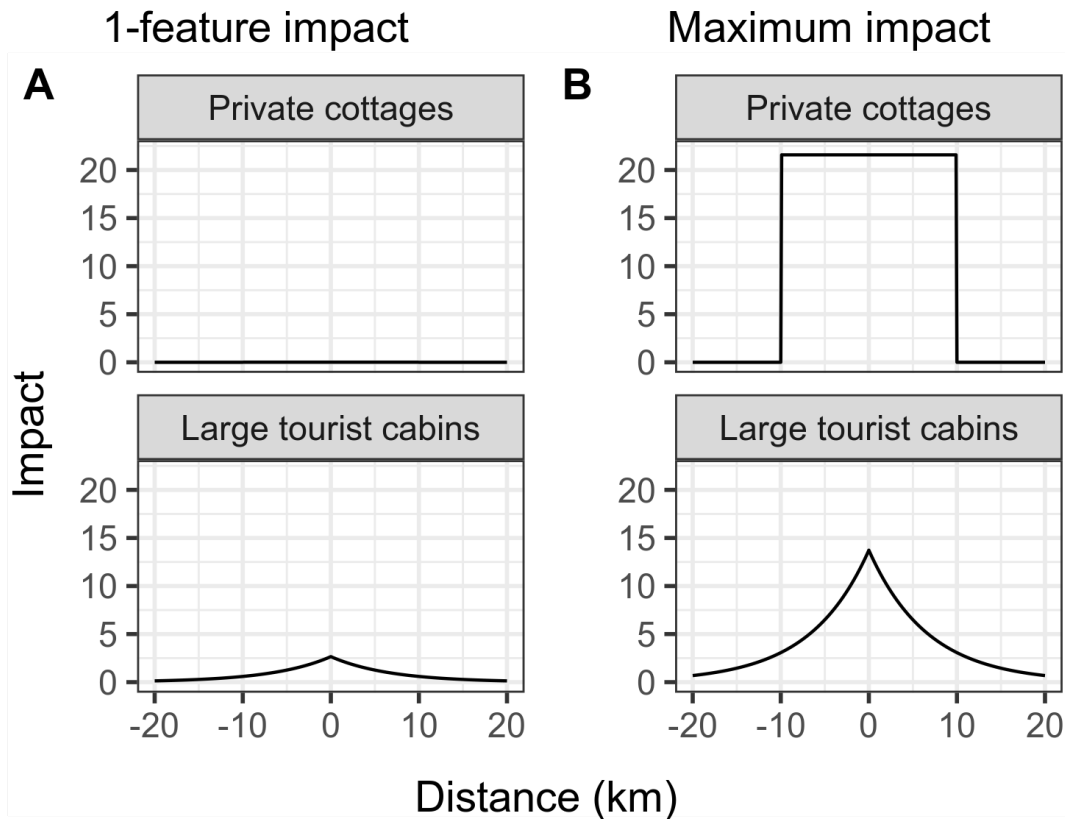 1-feature impact
Maximum impact
A
B
Private cottages
Private cottages
20
15
10
5
0
20
15
10
5
0
Impact
Large tourist cabins
Large tourist cabins
20
15
10
5
0
20
15
10
5
0
-20 -10 0 10 20
-20 -10 0 10 20
Distance (km)